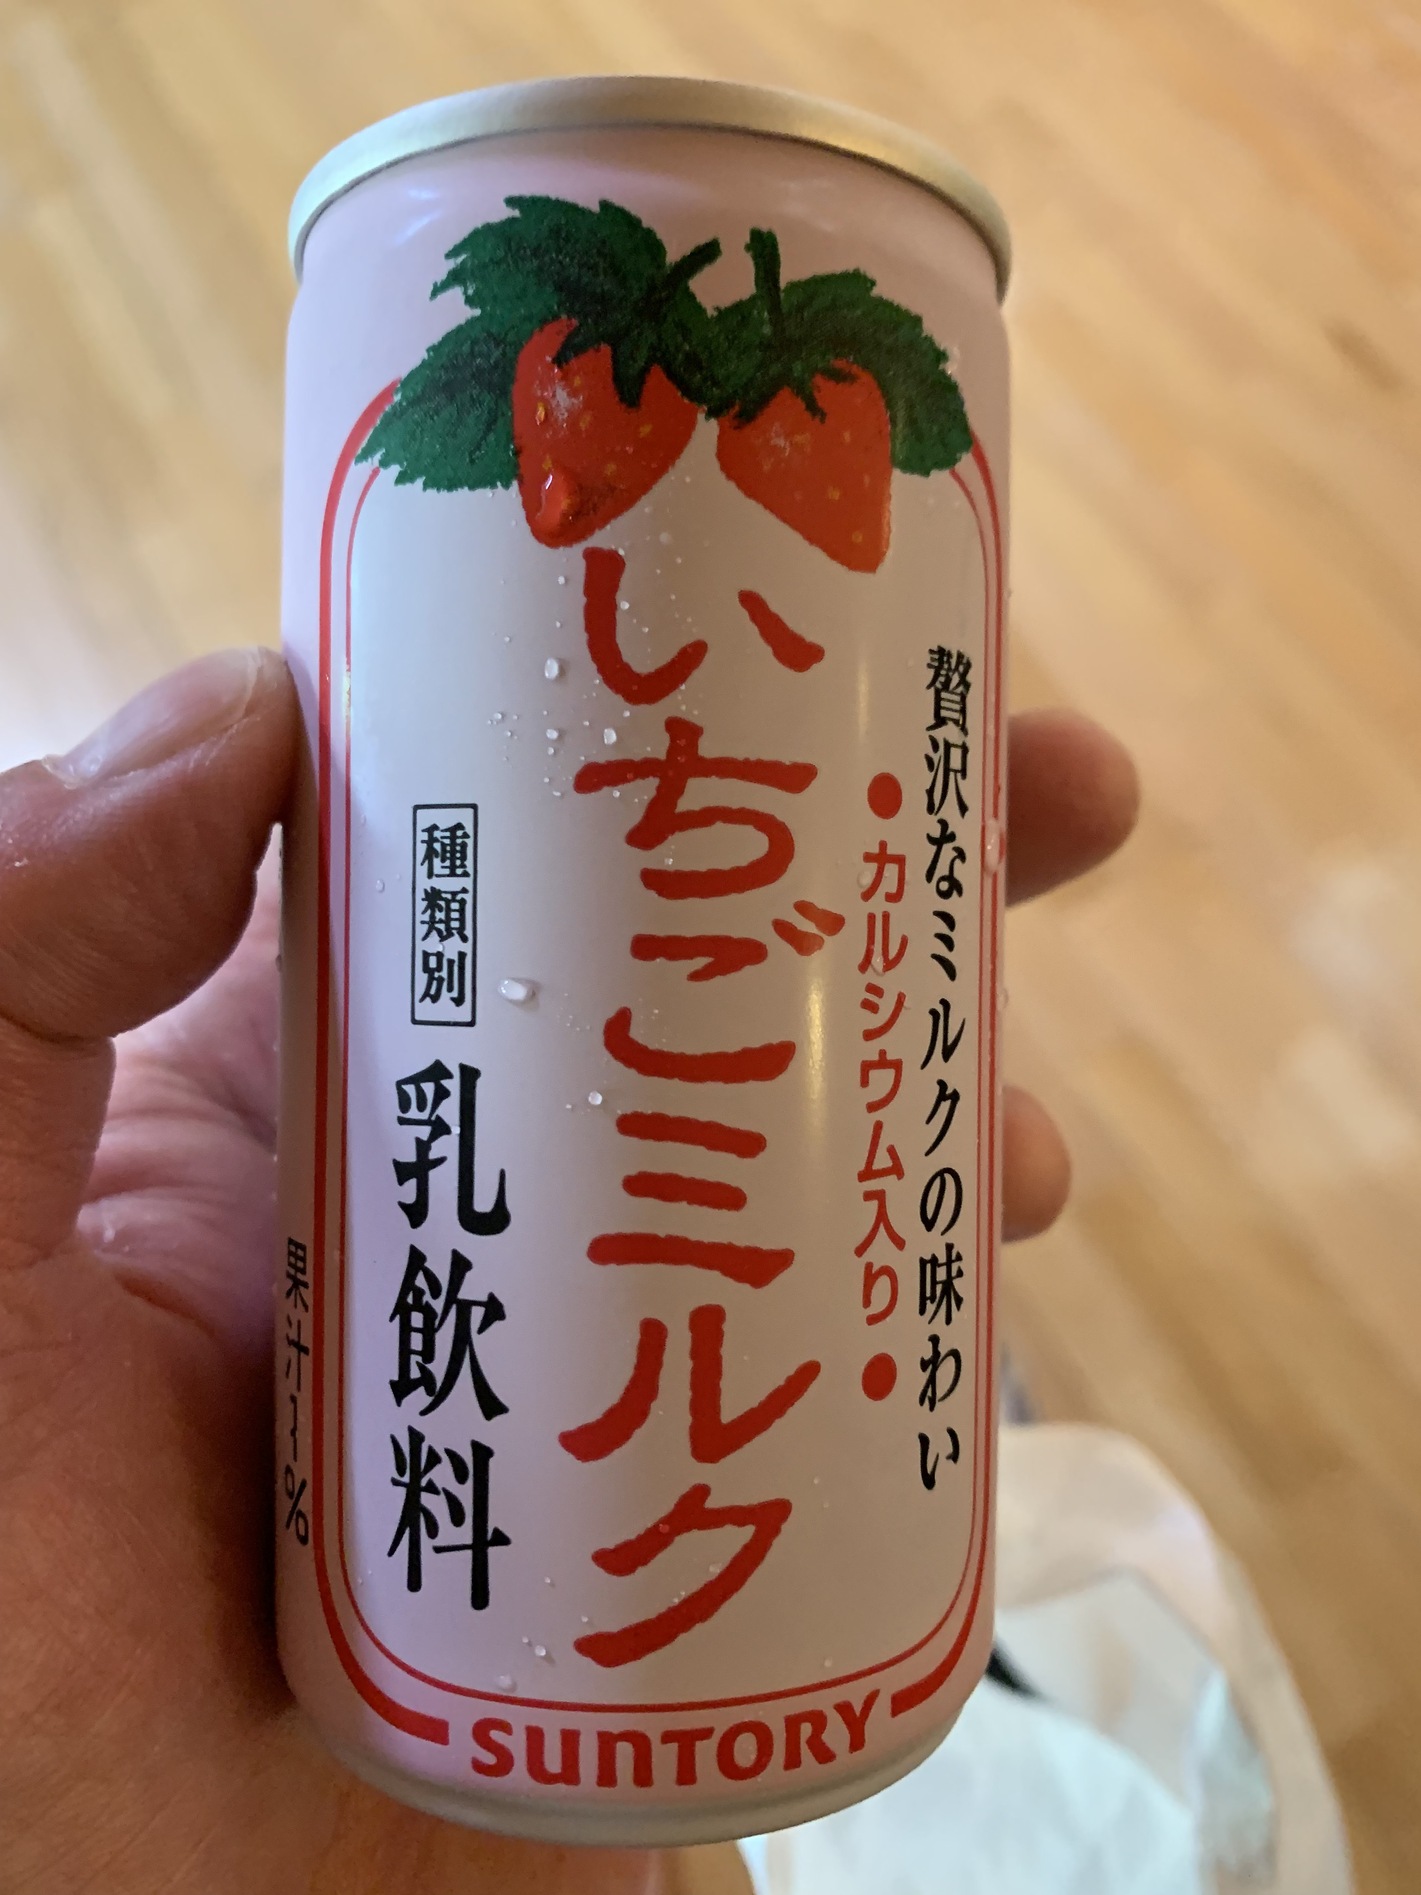 贅沢なミルクの味わい
●カルシウム入り●
いちごミルク
種類別
乳飲料
果汁1%
SUNTORY